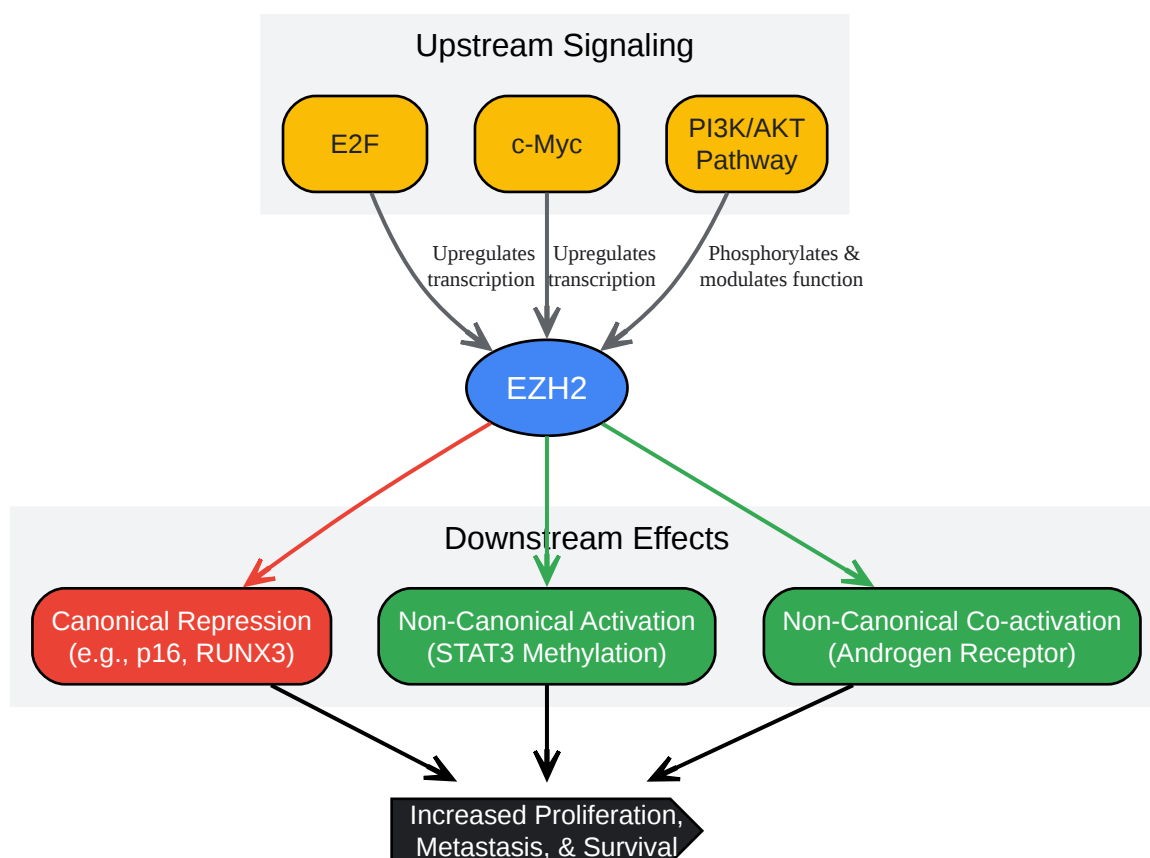 Upstream Signaling
E2F
c-Myc
PI3K/AKT
Pathway
Upregulates
transcription
Upregulates
transcription
Phosphorylates &
modulates function
EZH2
Downstream Effects
Canonical Repression
(e.g., p16, RUNX3)
Non-Canonical Activation
(STAT3 Methylation)
Non-Canonical Co-activation
(Androgen Receptor)
Increased Proliferation,
Metastasis, & Survival